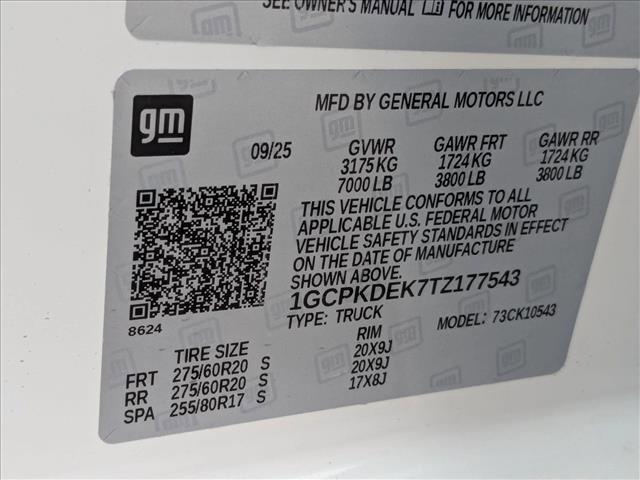 SEE OWNER'S MANUAL FOR MORE INFORMATION
gm
MFD BY GENERAL MOTORS LLC
09/25 GVWR GAWR FRT GAWR RR
3175 KG 1724 KG 1724 KG
7000 LB 3800 LB 3800 LB
THIS VEHICLE CONFORMS TO ALL
APPLICABLE U.S. FEDERAL MOTOR
VEHICLE SAFETY STANDARDS IN EFFECT
ON THE DATE OF MANUFACTURE
SHOWN ABOVE.
1GCPKDEK7TZ177543
TYPE: TRUCK MODEL: 73CK10543
8624
TIRE SIZE RIM
FRT 275/60R20 S 20X9J
RR 275/60R20 S 20X9J
SPA 255/80R17 S 17X8J